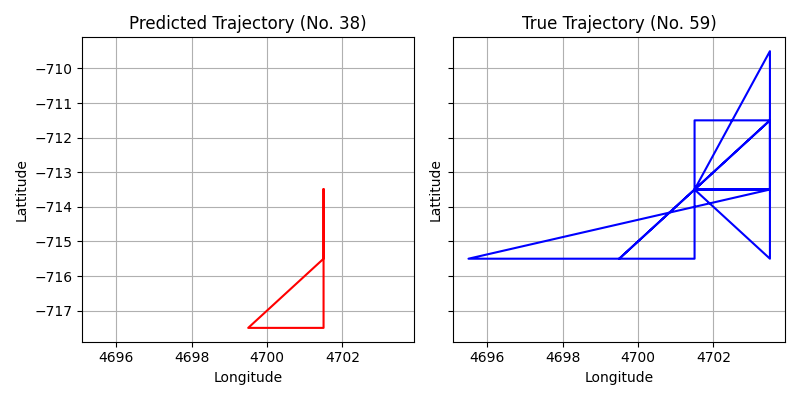 Predicted Trajectory (No. 38)
True Trajectory (No. 59)
−710
−711
−712
−713
−714
−715
−716
−717
Lattitude
Lattitude
4696 4698 4700 4702
4696 4698 4700 4702
Longitude
Longitude